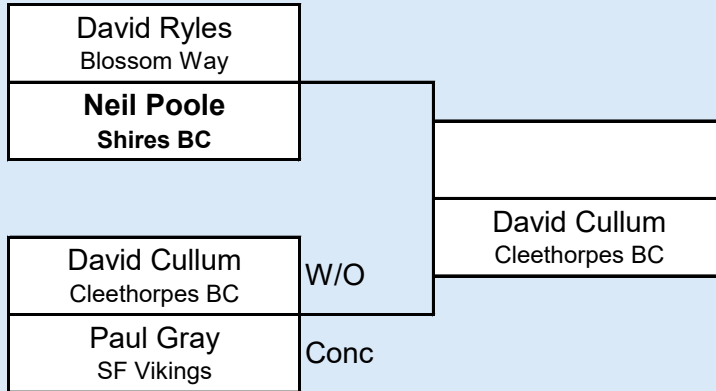 David Ryles
Blossom Way
Neil Poole
Shires BC
David Cullum
Cleethorpes BC
W/O
Paul Gray
SF Vikings
Conc
David Cullum
Cleethorpes BC